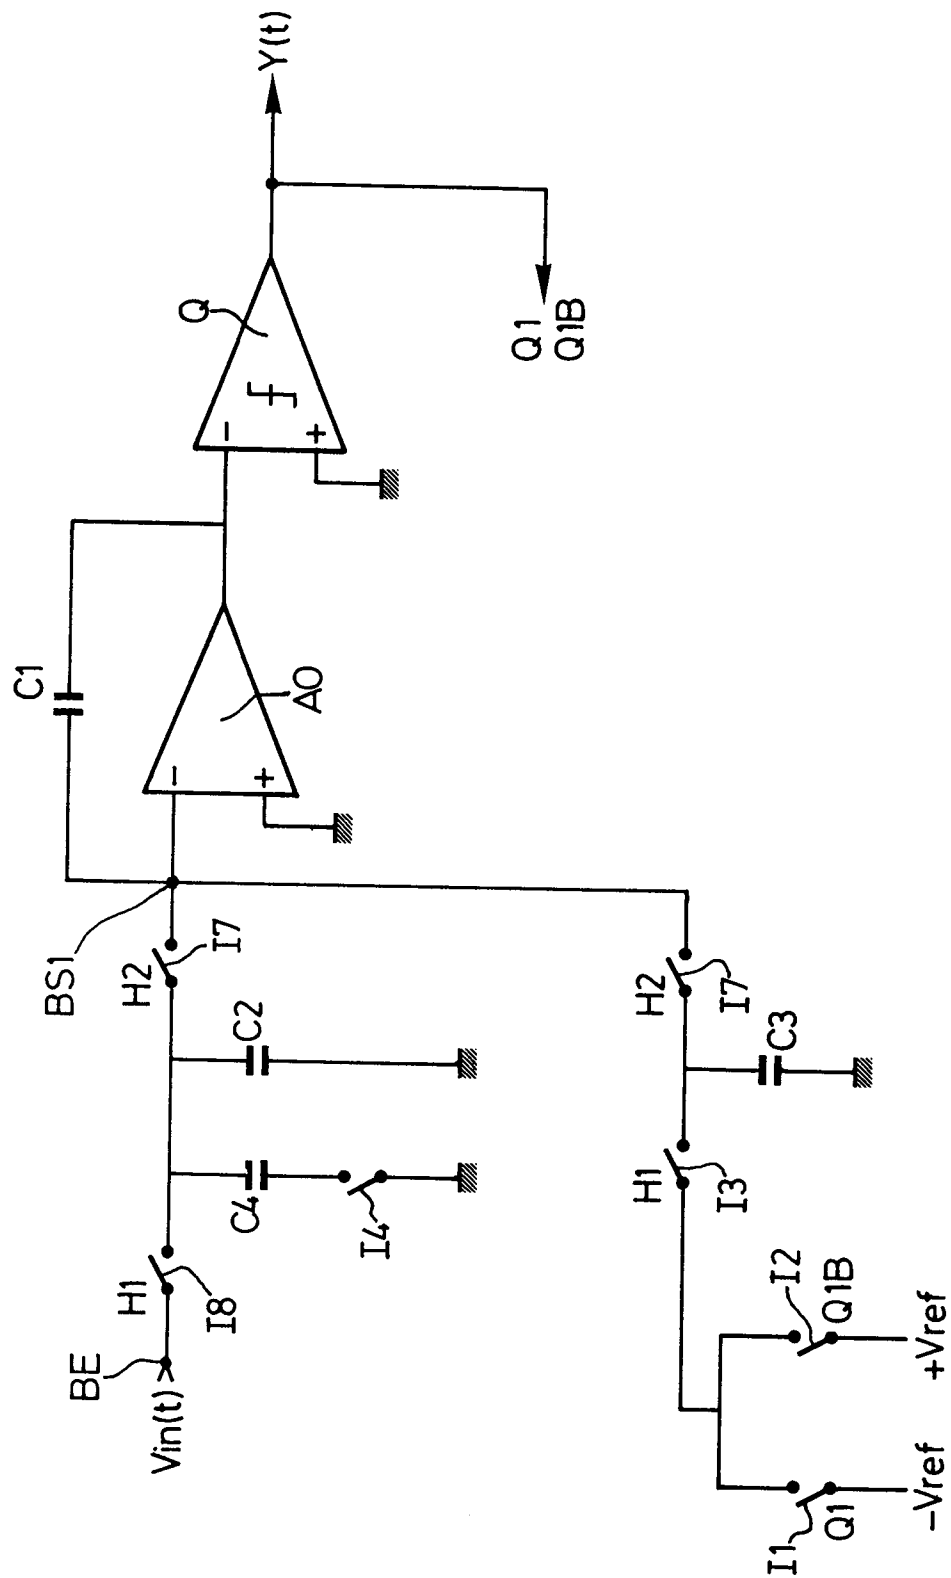 Vin(t)
BE
H1
I8
C4
I4
C2
H2
I7
BS1
C1
−
+
A0
Q
−
+
Y(t)
Q1
Q1B
H2
I7
C3
H1
I3
I2
Q1B
+Vref
I1
Q1
−Vref